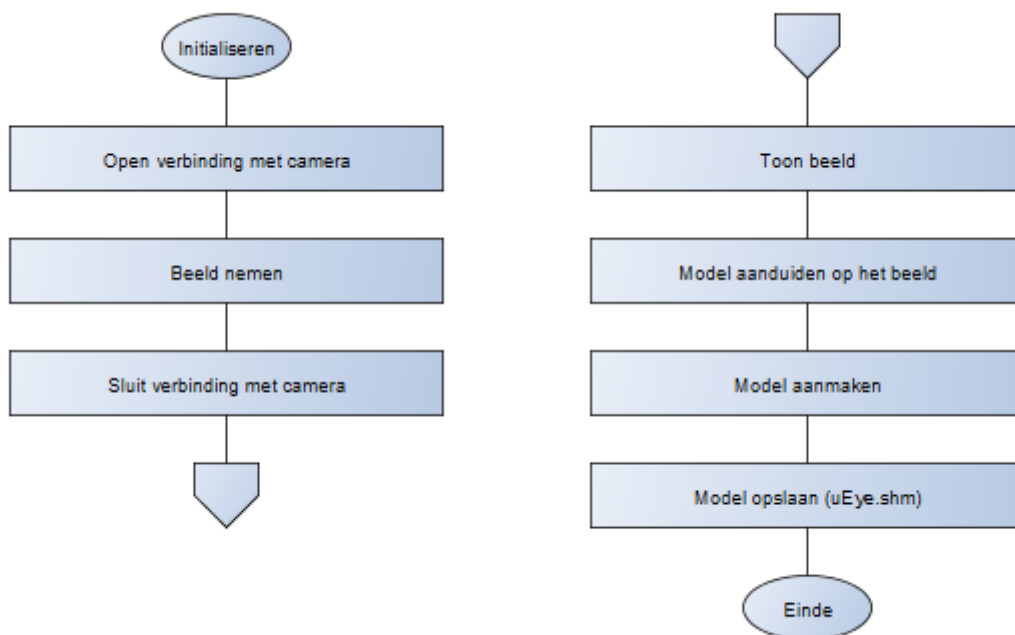 Initialiseren
Open verbinding met camera
Beeld nemen
Sluit verbinding met camera
Toon beeld
Model aanduiden op het beeld
Model aanmaken
Model opslaan (uEye.shm)
Einde